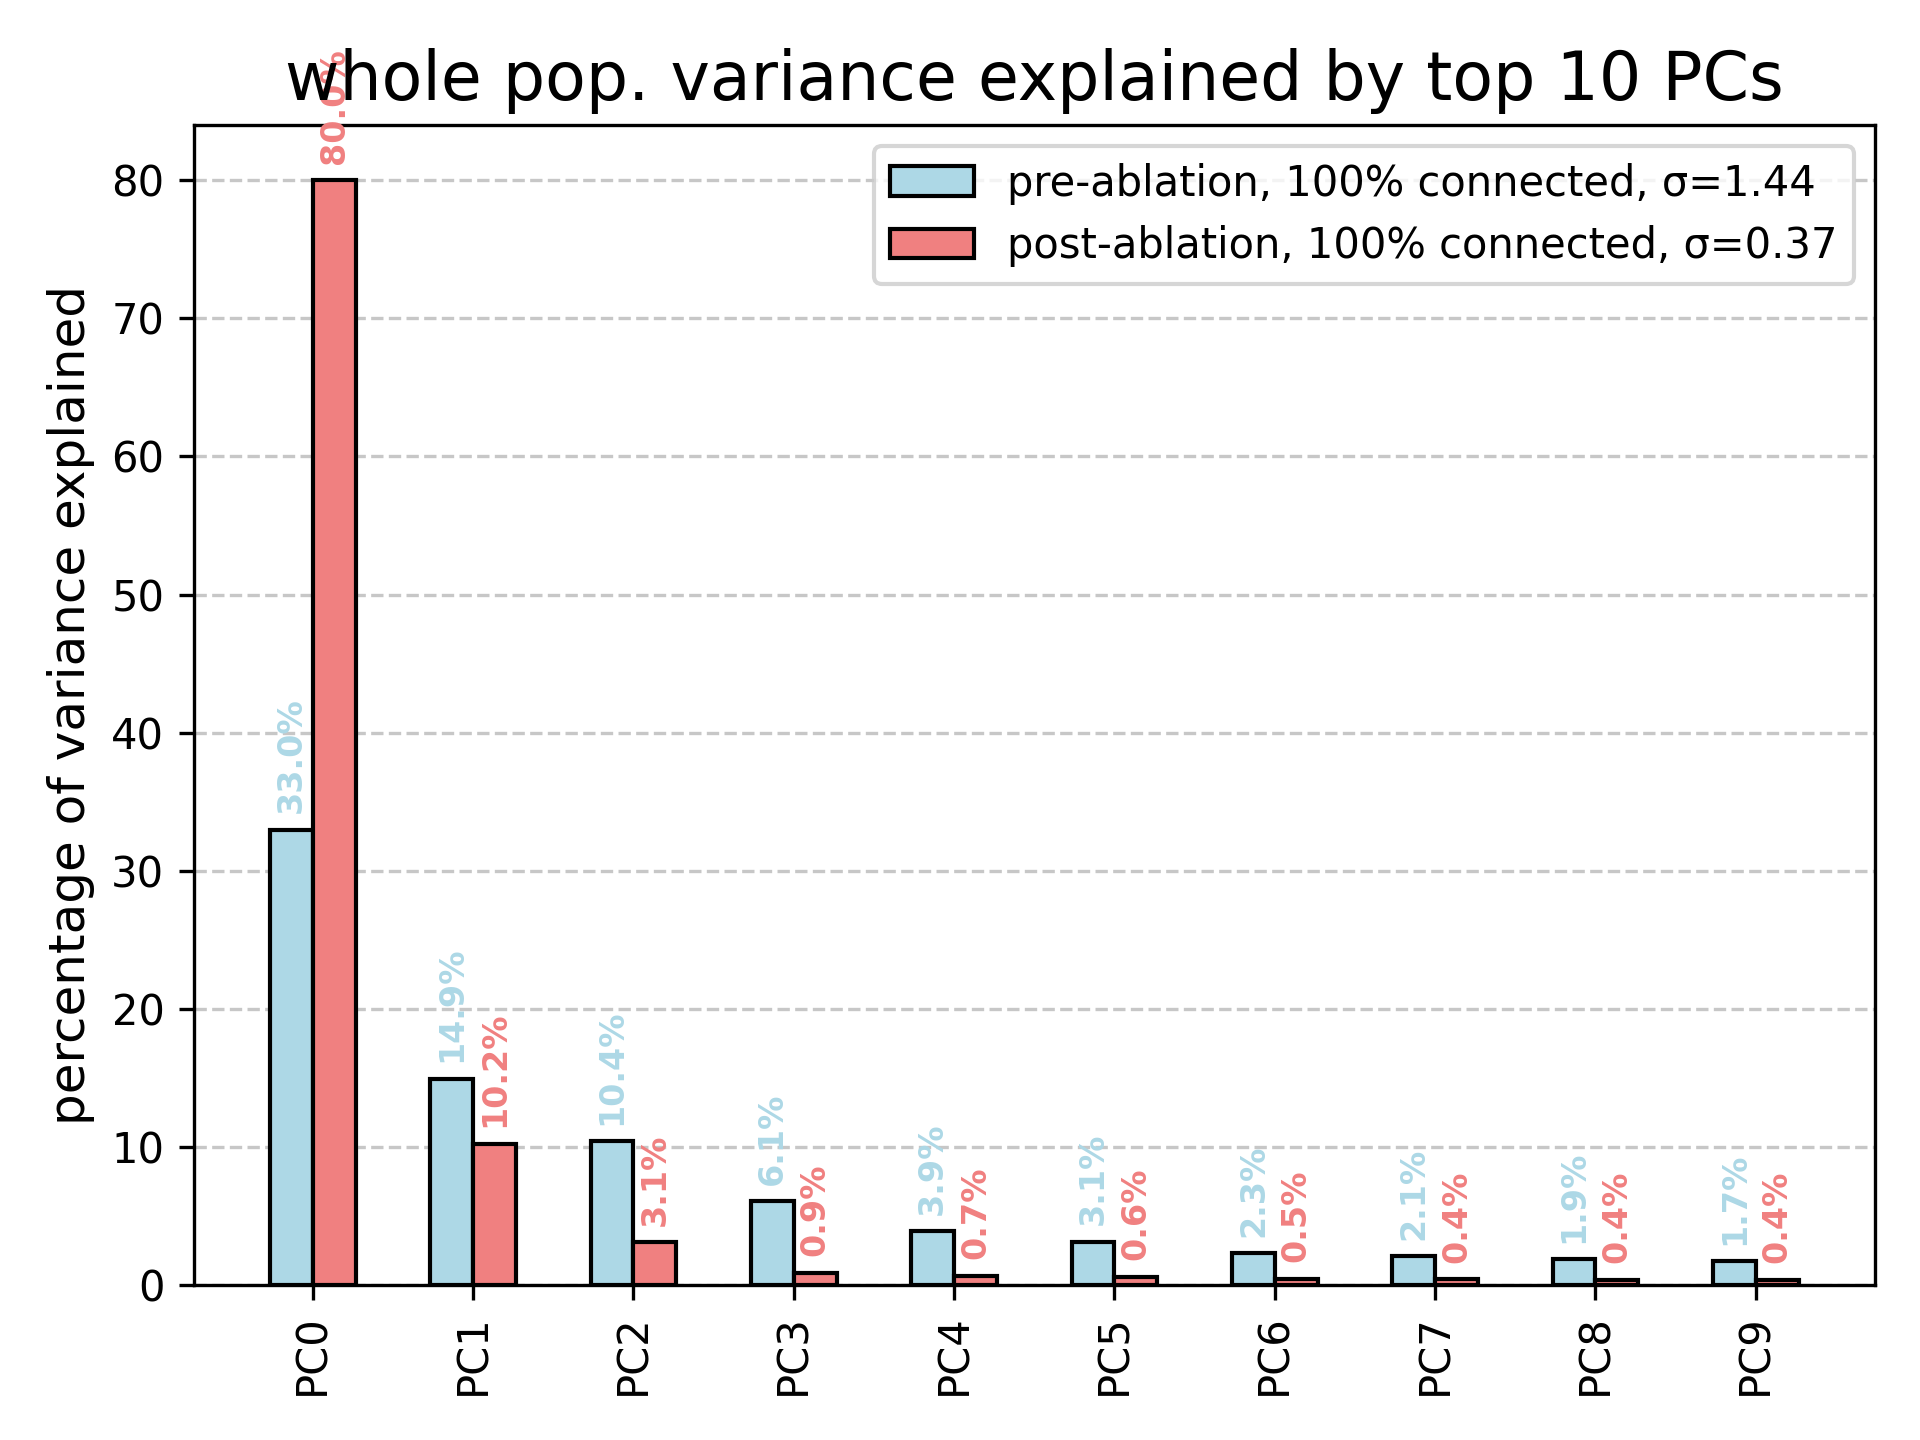 whole pop. variance explained by top 10 PCs
pre-ablation, 100% connected, σ=1.44
post-ablation, 100% connected, σ=0.37
percentage of variance explained
80
70
60
50
40
30
20
10
0
33.0%
80.0%
14.9%
10.2%
10.4%
3.1%
6.1%
0.9%
3.9%
0.7%
3.1%
0.6%
2.3%
0.5%
2.1%
0.4%
1.9%
0.4%
1.7%
0.4%
PC0
PC1
PC2
PC3
PC4
PC5
PC6
PC7
PC8
PC9